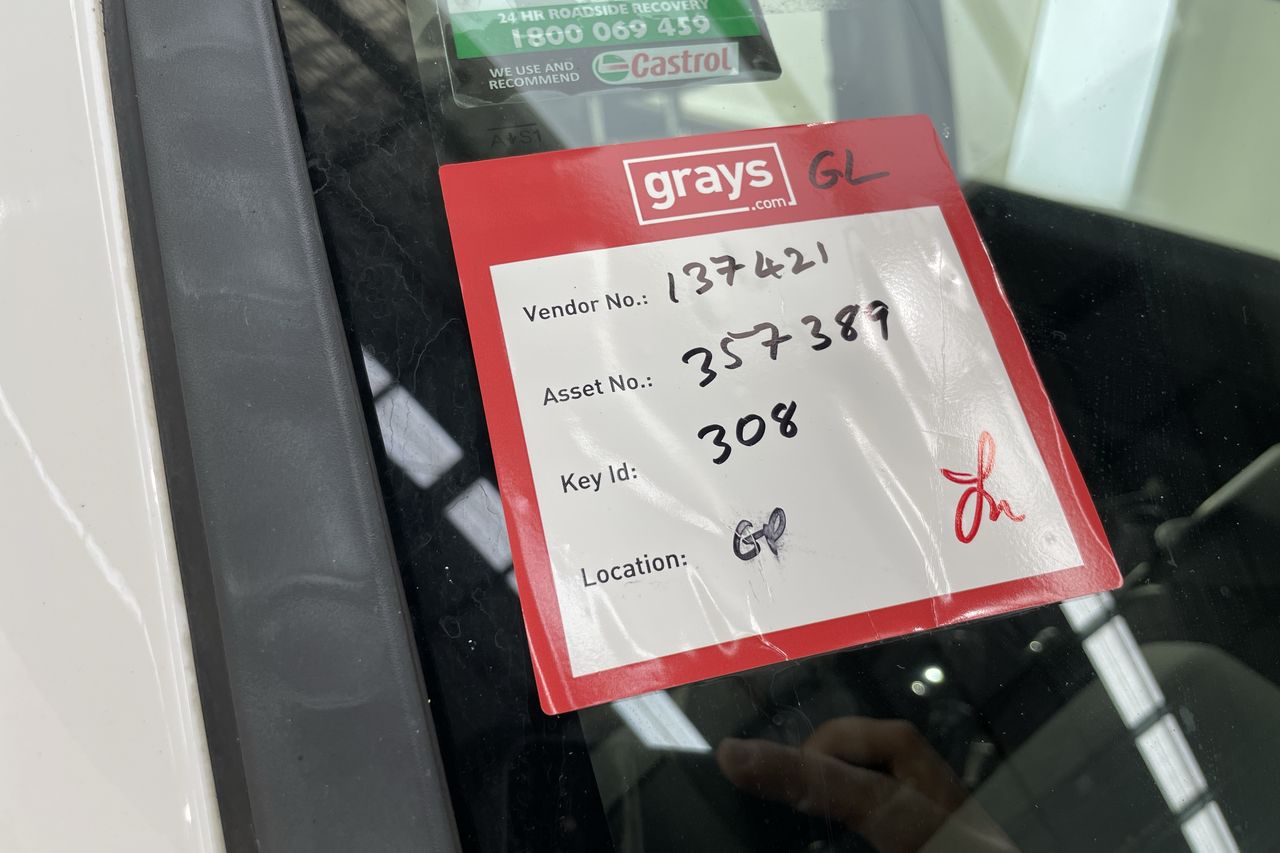 24 HR ROADSIDE RECOVERY
1800 069 459
WE USE AND
RECOMMEND
Castrol
grays
.com
GL
Vendor No.: 137421
Asset No.: 357389
Key Id: 308
Location: GP